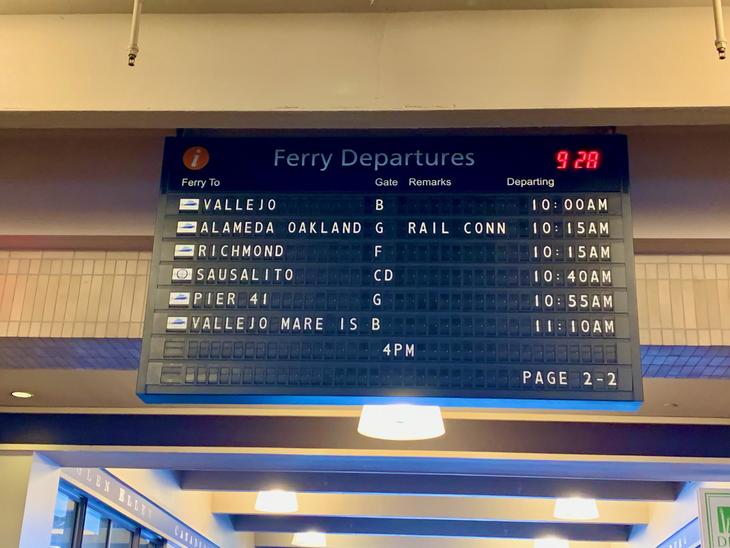 i Ferry Departures 9 28
Ferry To Gate Remarks Departing
VALLEJO B 10:00AM
ALAMEDA OAKLAND G RAIL CONN 10:15AM
RICHMOND F 10:15AM
SAUSALITO CD 10:40AM
PIER 41 G 10:55AM
VALLEJO MARE IS B 11:10AM
4PM
PAGE 2-2
GLEN ELLEN